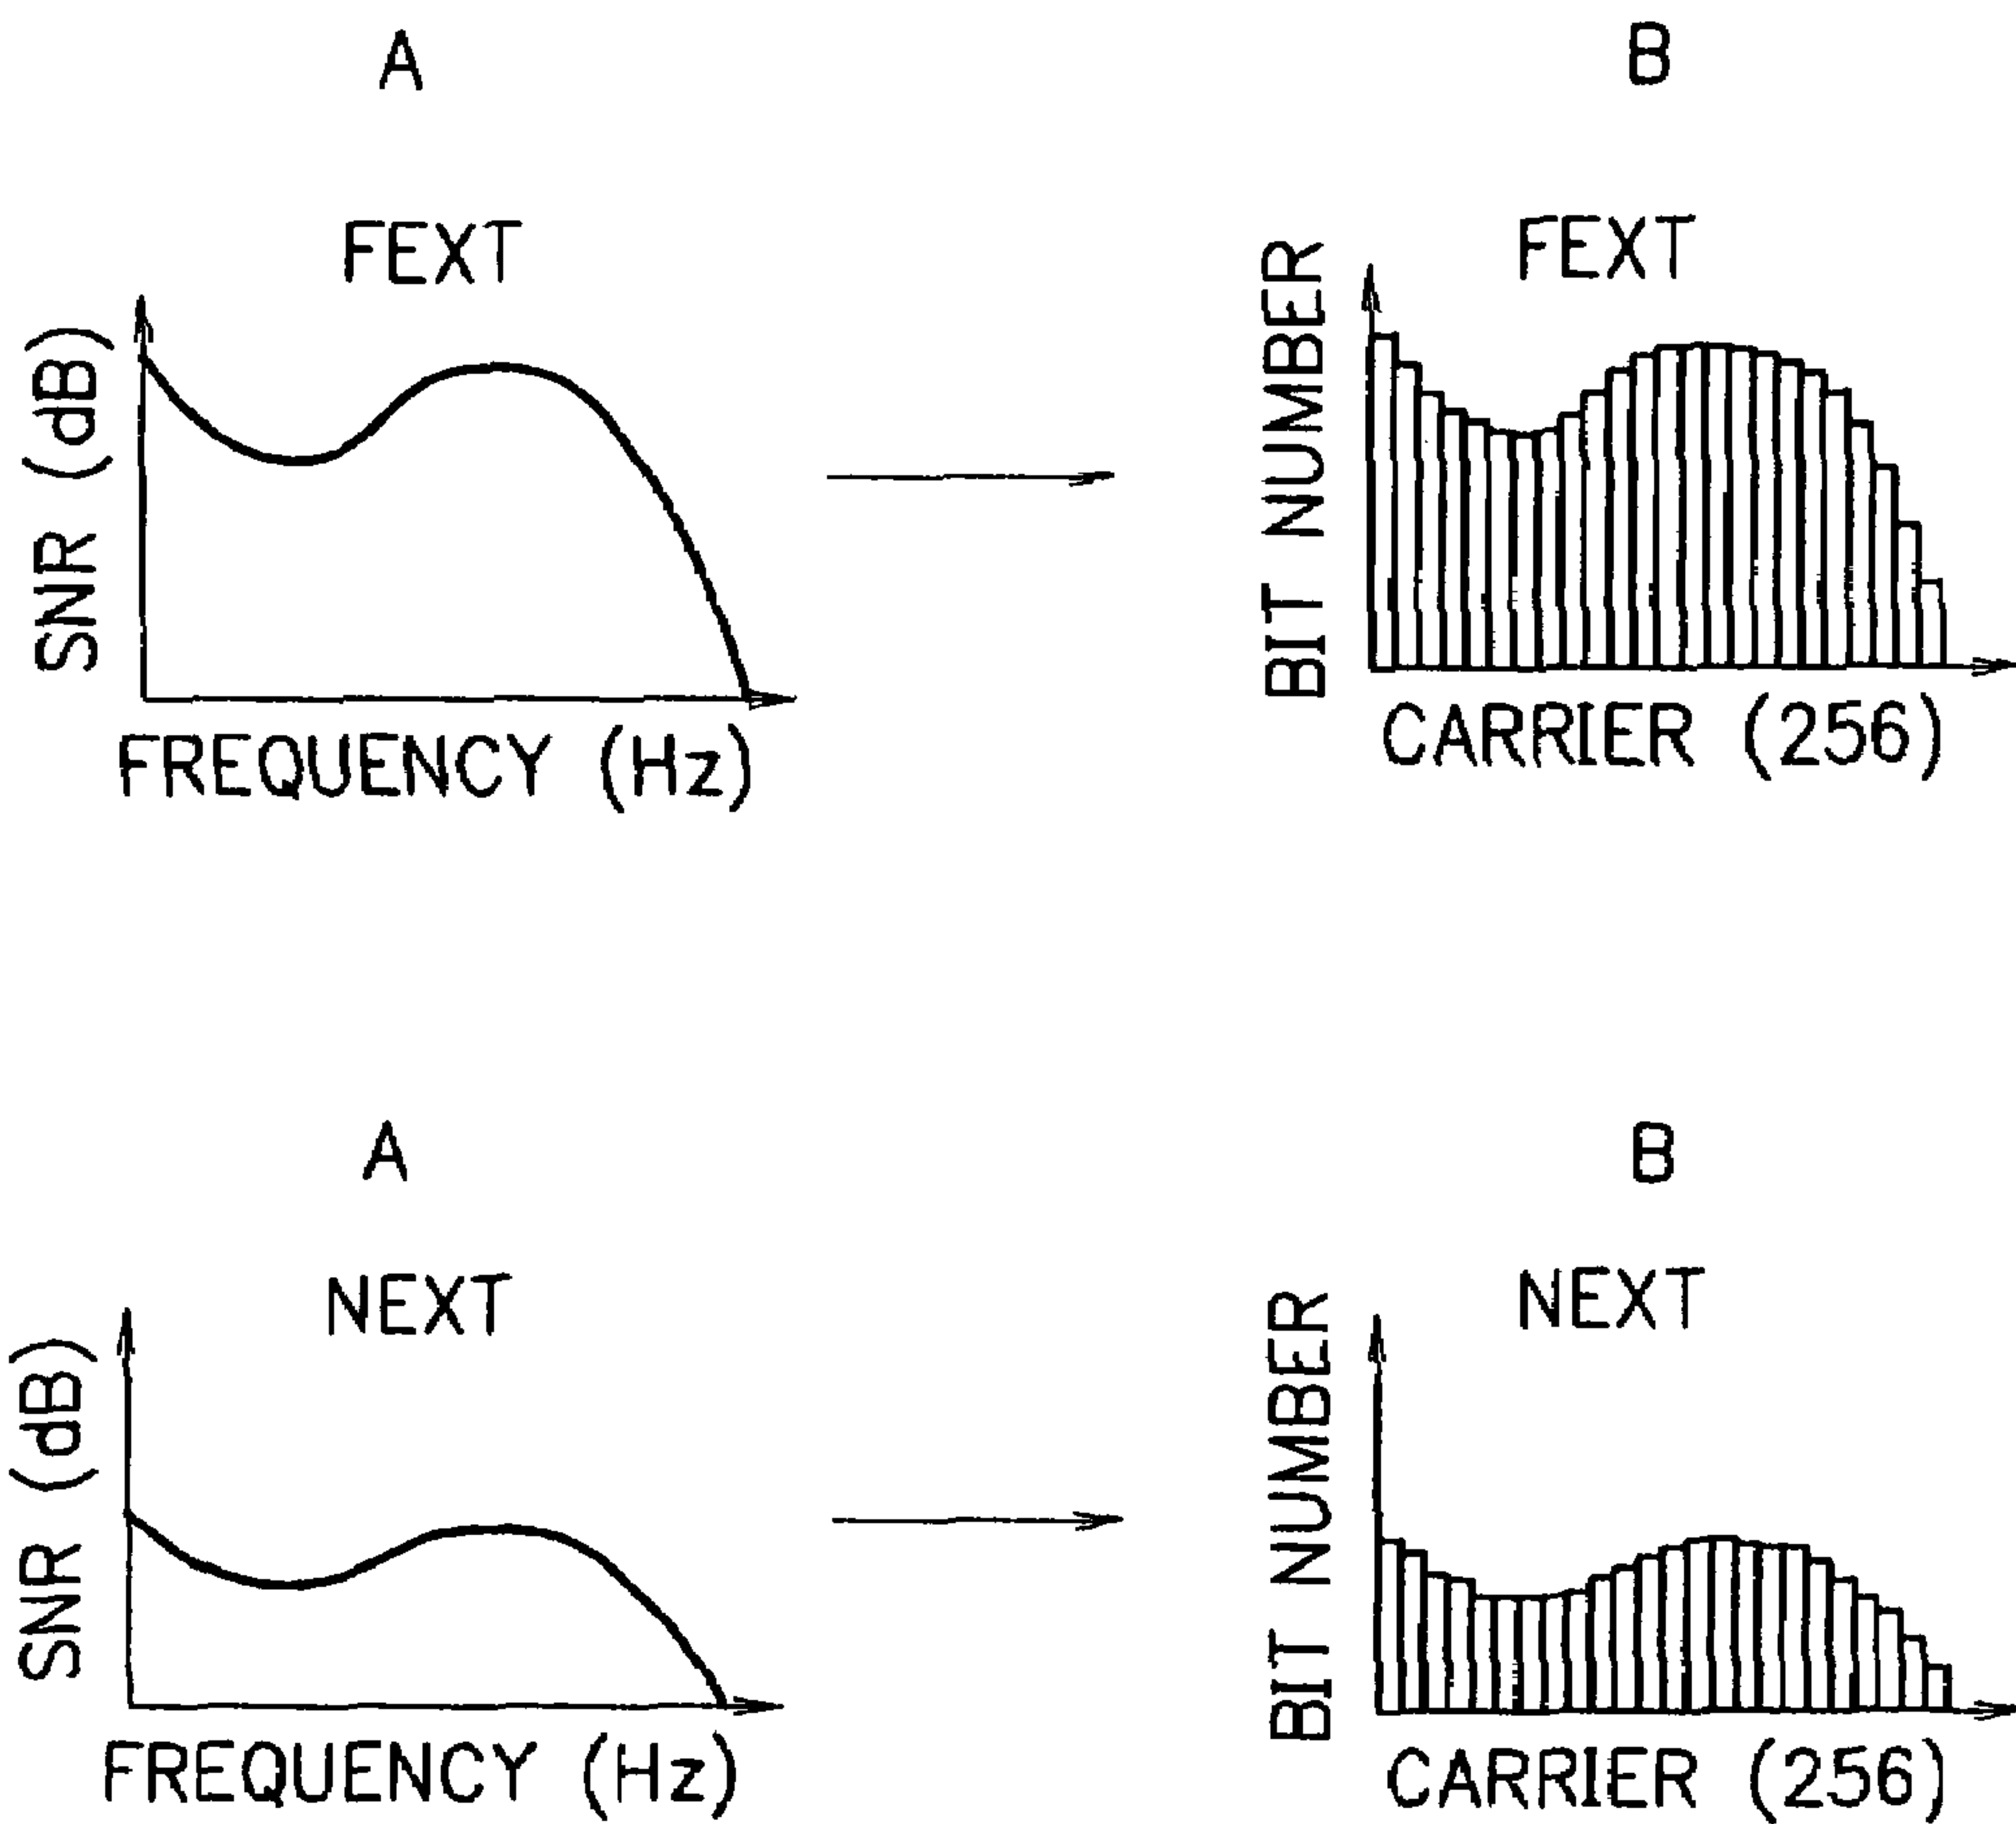 A
B
FEXT
FEXT
SNR (dB)
BIT NUMBER
FREQUENCY (Hz)
CARRIER (256)
A
B
NEXT
NEXT
SNR (dB)
BIT NUMBER
FREQUENCY (Hz)
CARRIER (256)